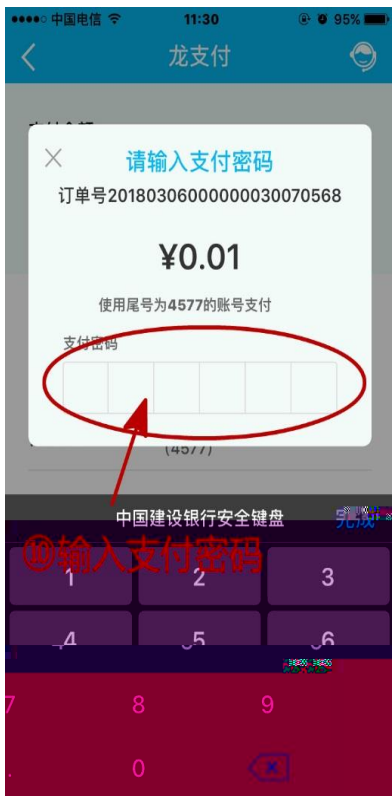 中国电信 11:30 95%
龙支付
请输入支付密码
订单号20180306000000030070568
¥0.01
使用尾号为4577的账号支付
支付密码
(4577)
中国建设银行安全键盘 完成
⑩输入支付密码
1 2 3
4 5 6
7 8 9
. 0